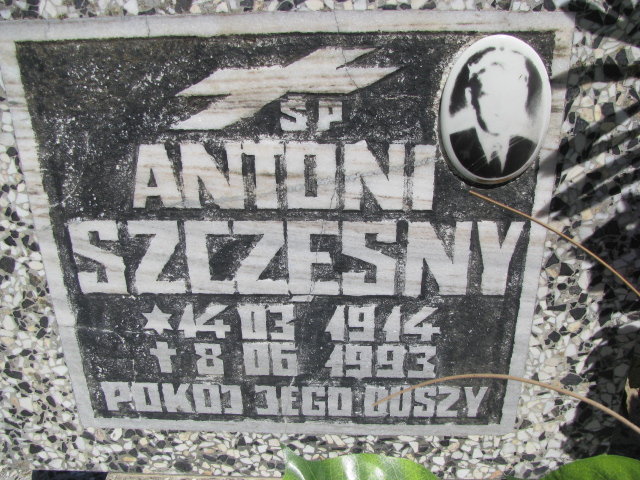 ŚP
ANTONI
SZCZĘSNY
★ 14 03 1914
✝ 8 06 1993
POKÓJ JEGO DUSZY